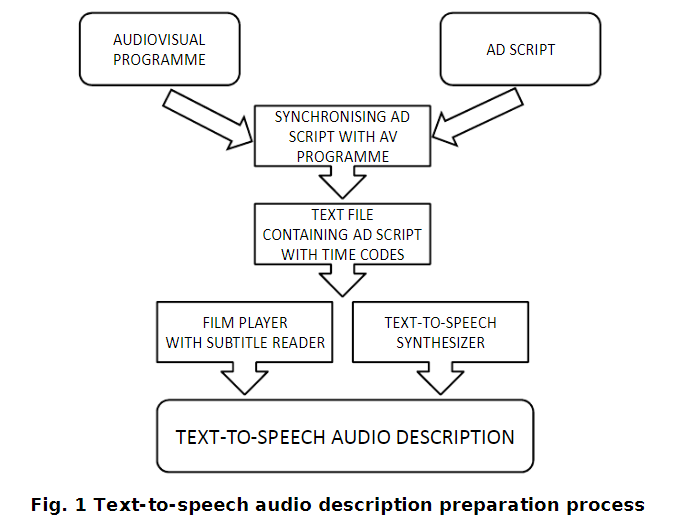 AUDIOVISUAL
PROGRAMME
AD SCRIPT
SYNCHRONISING AD
SCRIPT WITH AV
PROGRAMME
TEXT FILE
CONTAINING AD SCRIPT
WITH TIME CODES
FILM PLAYER
WITH SUBTITLE READER
TEXT-TO-SPEECH
SYNTHESIZER
TEXT-TO-SPEECH AUDIO DESCRIPTION
Fig. 1 Text-to-speech audio description preparation process